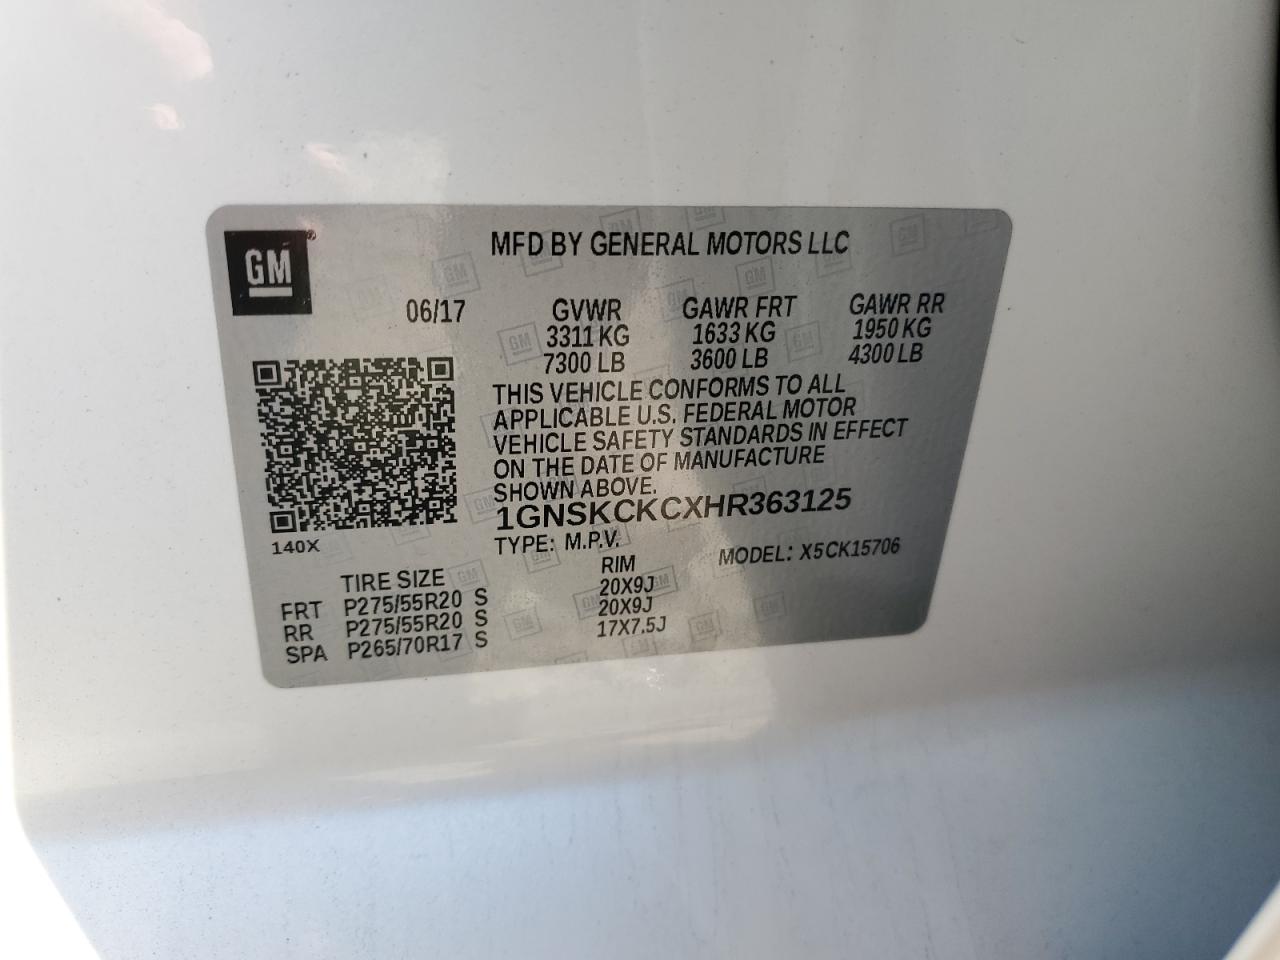 GM®
MFD BY GENERAL MOTORS LLC
06/17 GVWR GAWR FRT GAWR RR
3311 KG 1633 KG 1950 KG
7300 LB 3600 LB 4300 LB
THIS VEHICLE CONFORMS TO ALL
APPLICABLE U.S. FEDERAL MOTOR
VEHICLE SAFETY STANDARDS IN EFFECT
ON THE DATE OF MANUFACTURE
SHOWN ABOVE.
1GNSKCKCXHR363125
140X
TYPE: M.P.V. MODEL: X5CK15706
TIRE SIZE RIM
FRT P275/55R20 S 20X9J
RR P275/55R20 S 20X9J
SPA P265/70R17 S 17X7.5J